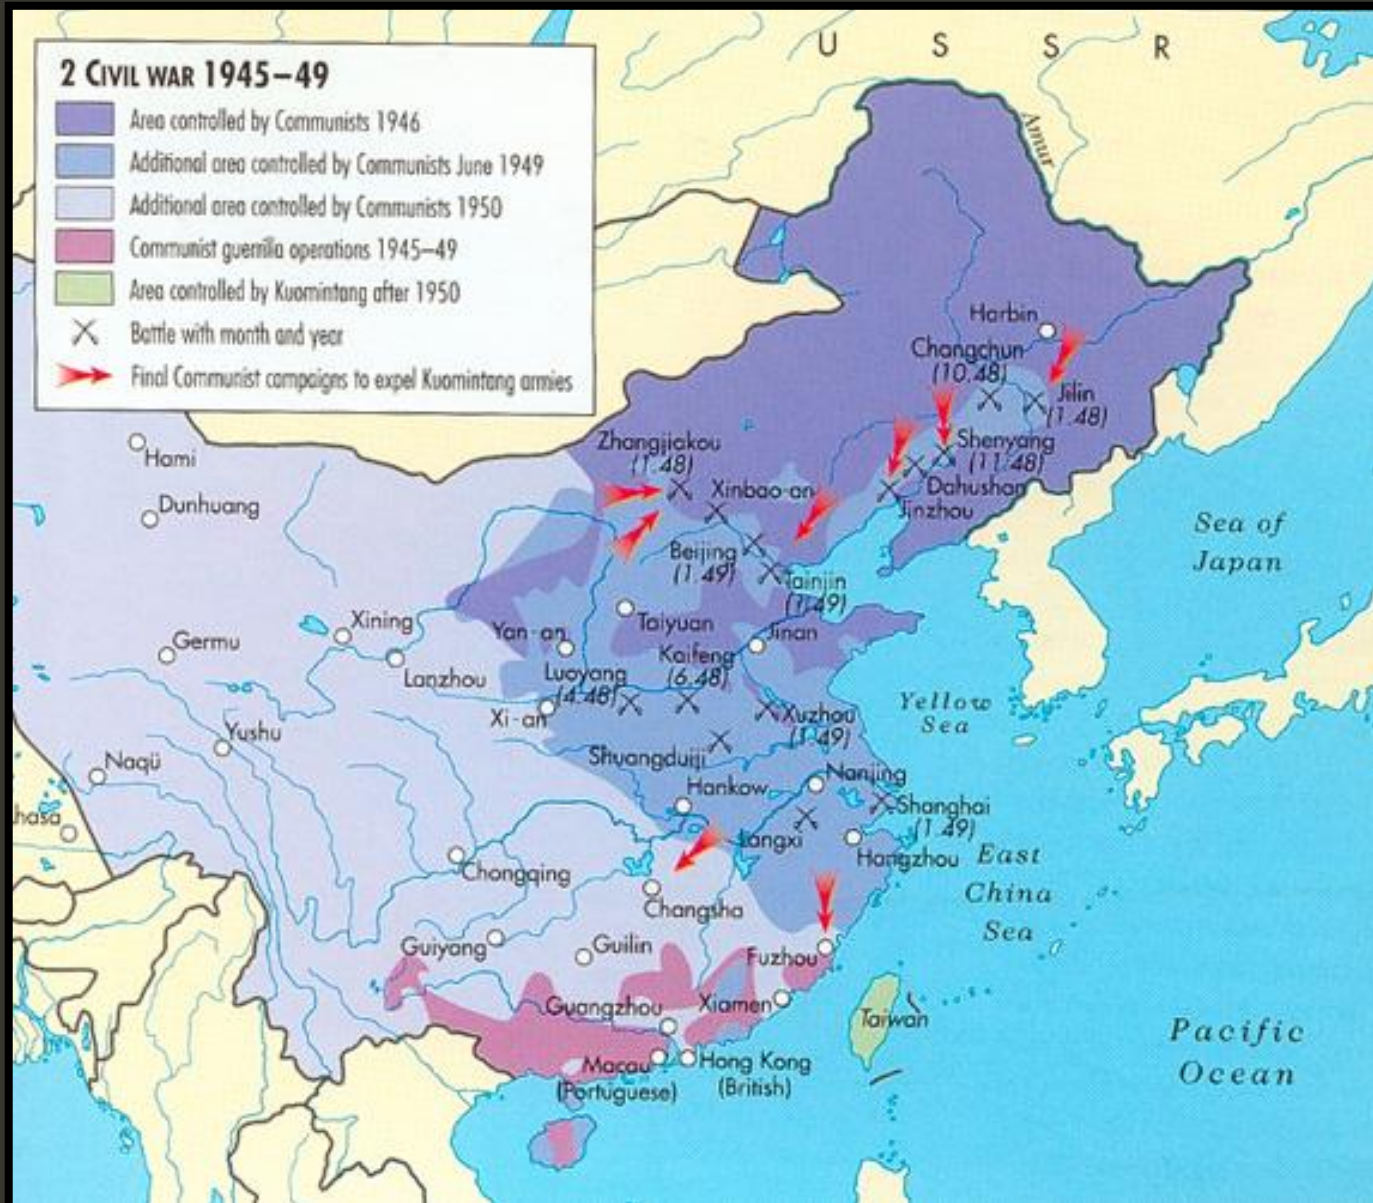 2 CIVIL WAR 1945–49
Area controlled by Communists 1946
Additional area controlled by Communists June 1949
Additional area controlled by Communists 1950
Communist guerrilla operations 1945–49
Area controlled by Kuomintang after 1950
Battle with month and year
Final Communist campaigns to expel Kuomintang armies
U S S R
Amur
Harbin
Changchun
(10.48)
Jilin
(1.48)
Shenyang
(11.48)
Dahushan
Jinzhou
Zhangjiakou
(1.48)
Xinbao-an
Beijing
(1.49)
Tainjin
(1.49)
Hami
Dunhuang
Sea of
Japan
Xining
Lanzhou
Germu
Yushu
Naqü
hasa
Yan-an
Taiyuan
Jinan
Luoyang
(4.48)
Kaifeng
(6.48)
Xi-an
Xuzhou
(1.49)
Yellow
Sea
Shuangduiji
Hankow
Nanjing
Shanghai
(1.49)
Langxi
Hangzhou
East
China
Sea
Chongqing
Changsha
Guiyang
Guilin
Fuzhou
Guangzhou
Xiamen
Taiwan
Macau
(Portuguese)
Hong Kong
(British)
Pacific
Ocean